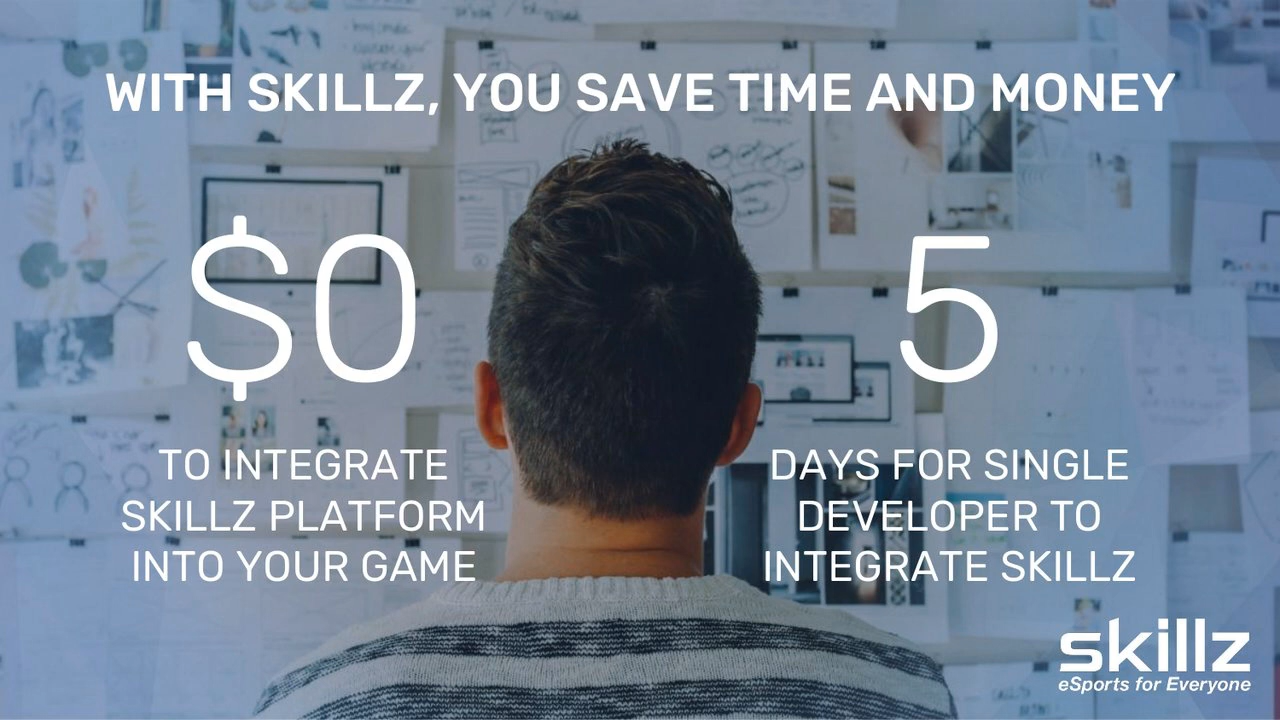 WITH SKILLZ, YOU SAVE TIME AND MONEY
$0
TO INTEGRATE
SKILLZ PLATFORM
INTO YOUR GAME
5
DAYS FOR SINGLE
DEVELOPER TO
INTEGRATE SKILLZ
skillz
eSports for Everyone